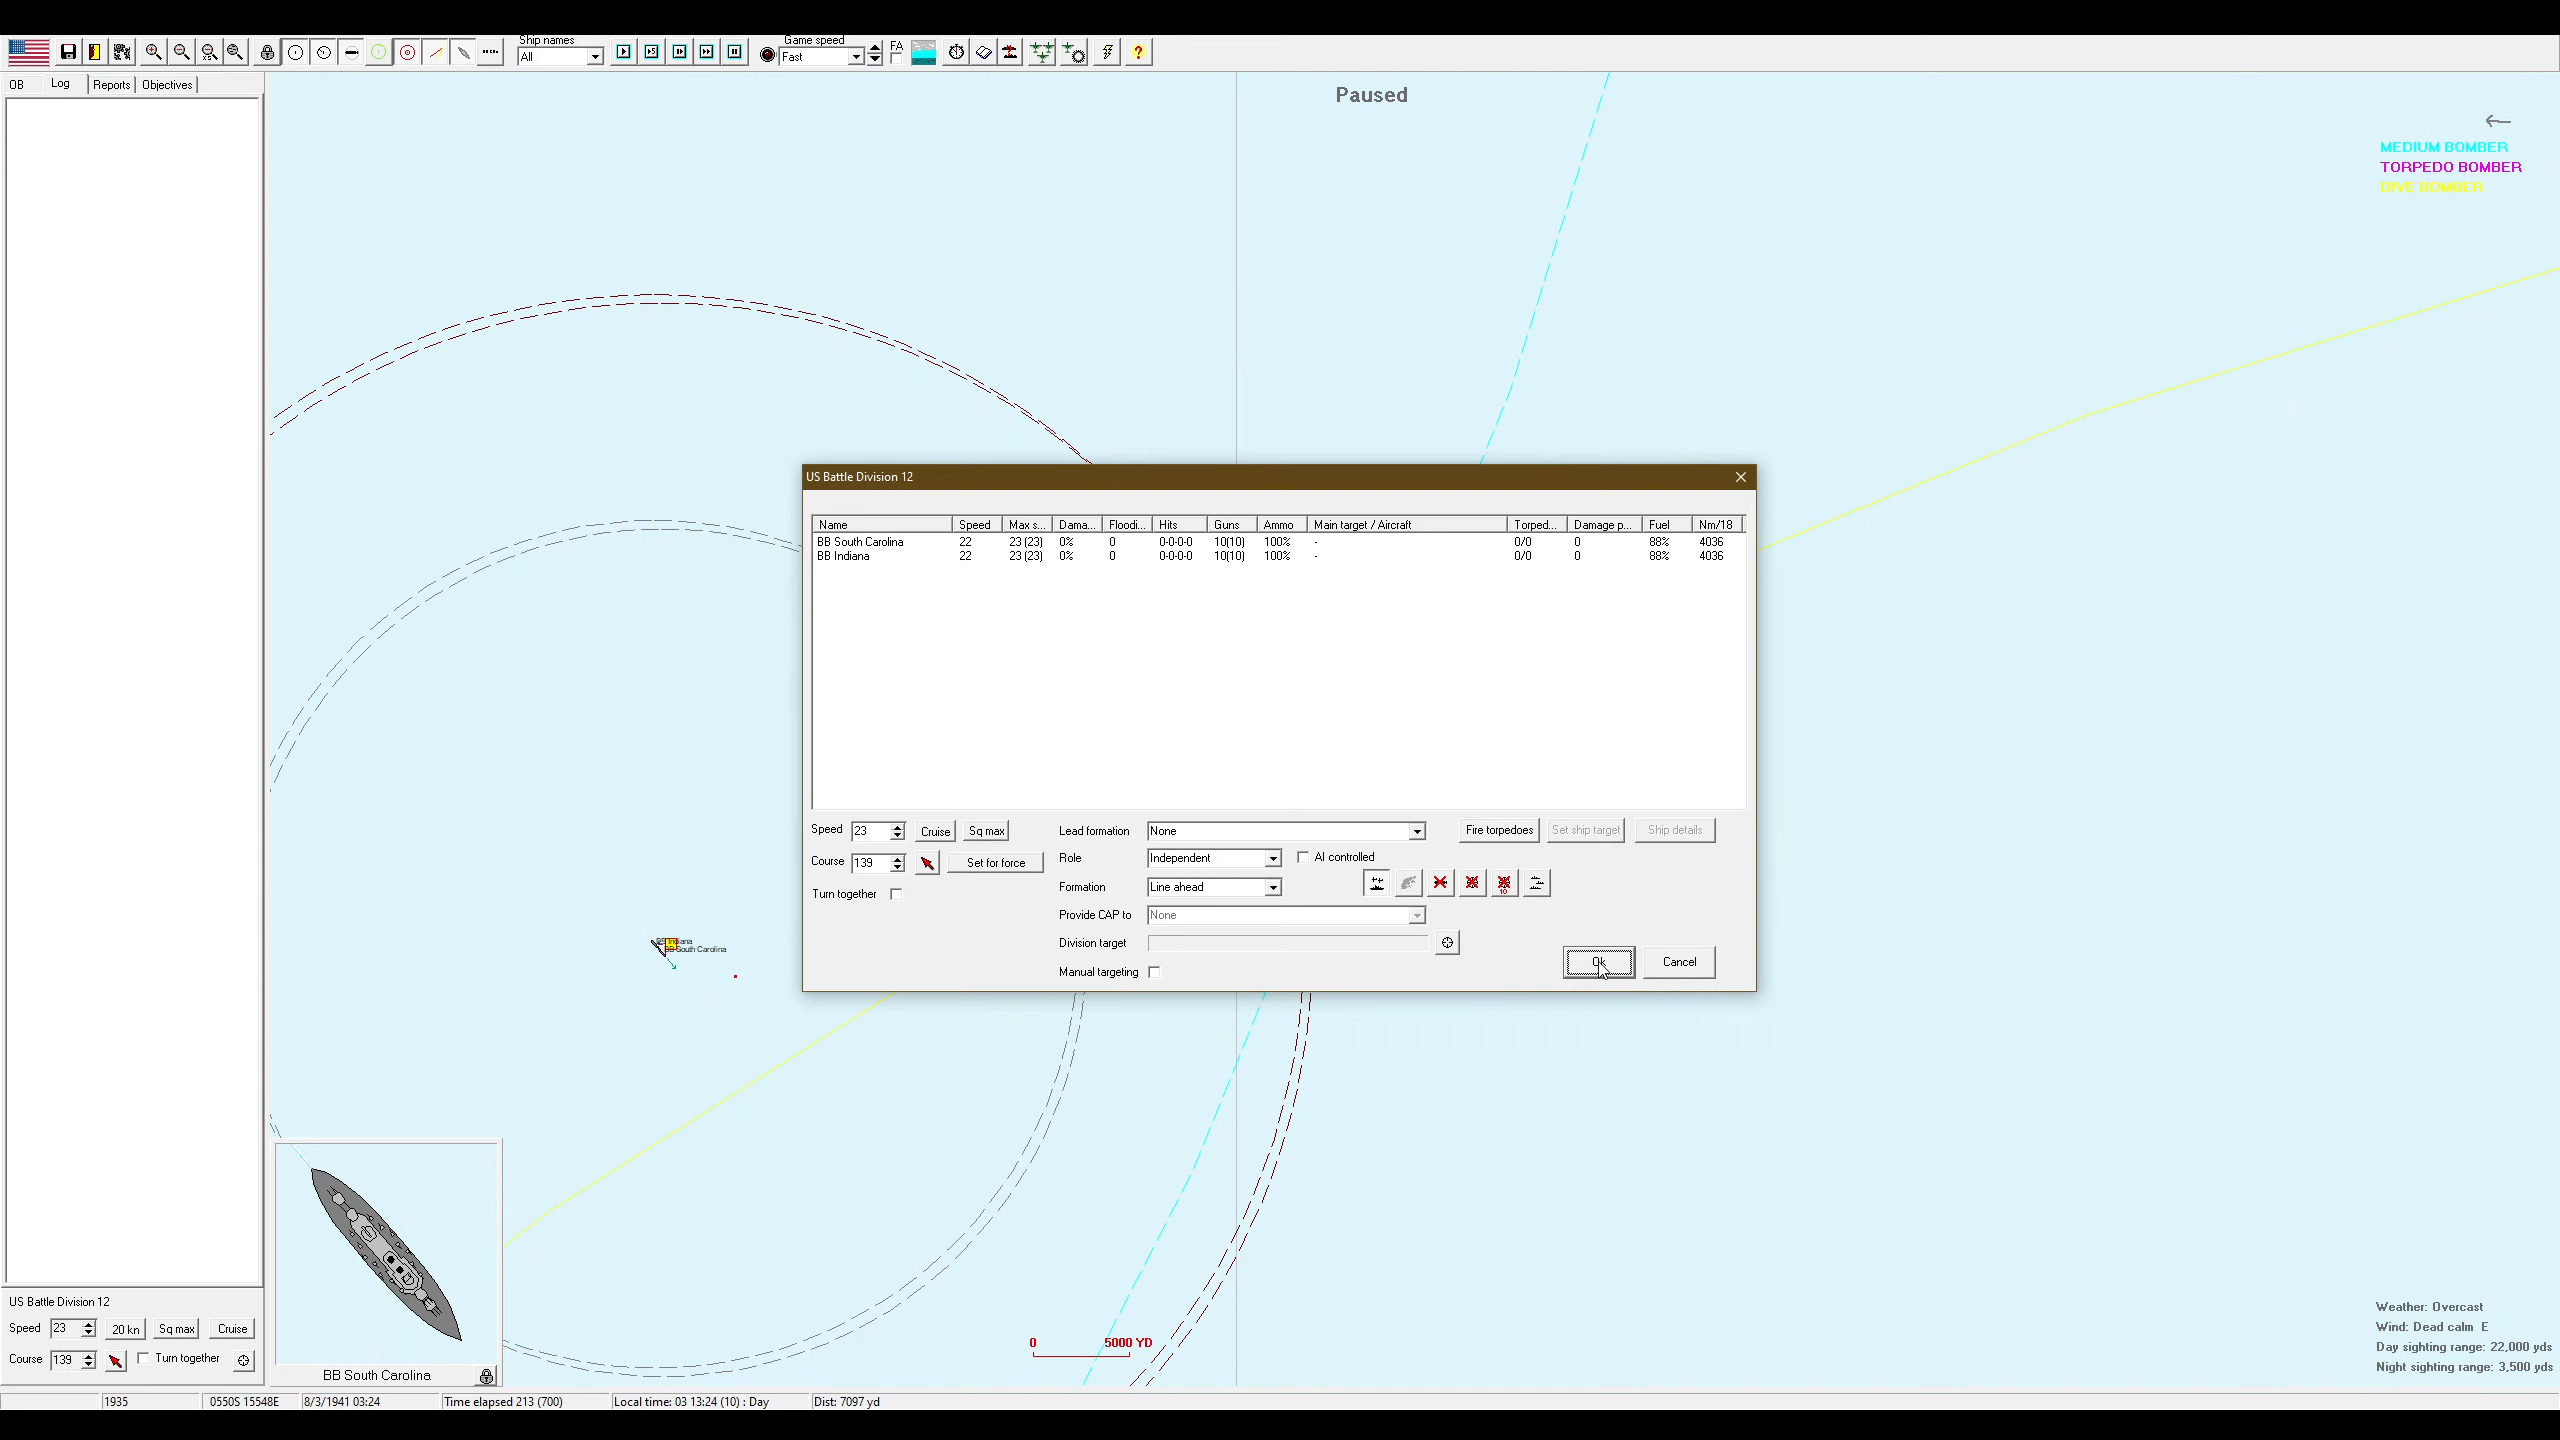 Ship names
All
Game speed
Fast
FA
OB Log Reports Objectives
Paused
MEDIUM BOMBER
TORPEDO BOMBER
DIVE BOMBER
US Battle Division 12
Name Speed Max s... Dama... Floodi... Hits Guns Ammo Main target / Aircraft Torped... Damage p... Fuel Nm/18
BB South Carolina 22 23 (23) 0% 0 0-0-0-0 10(10) 100% - 0/0 0 88% 4036
BB Indiana 22 23 (23) 0% 0 0-0-0-0 10(10) 100% - 0/0 0 88% 4036
Speed 23 Cruise Sq max Lead formation None Fire torpedoes Set ship target Ship details
Course 139 Set for force Role Independent AI controlled
Turn together Formation Line ahead
10
Provide CAP to None
Division target
Manual targeting
Ok Cancel
BB South Carolina
0 5000 YD
US Battle Division 12
Speed 23 20 kn Sq max Cruise
Course 139 Turn together
BB South Carolina
Weather: Overcast
Wind: Dead calm E
Day sighting range: 22,000 yds
Night sighting range: 3,500 yds
1935 0550S 15548E 8/3/1941 03:24 Time elapsed 213 (700) Local time: 03 13:24 (10) : Day Dist: 7097 yd